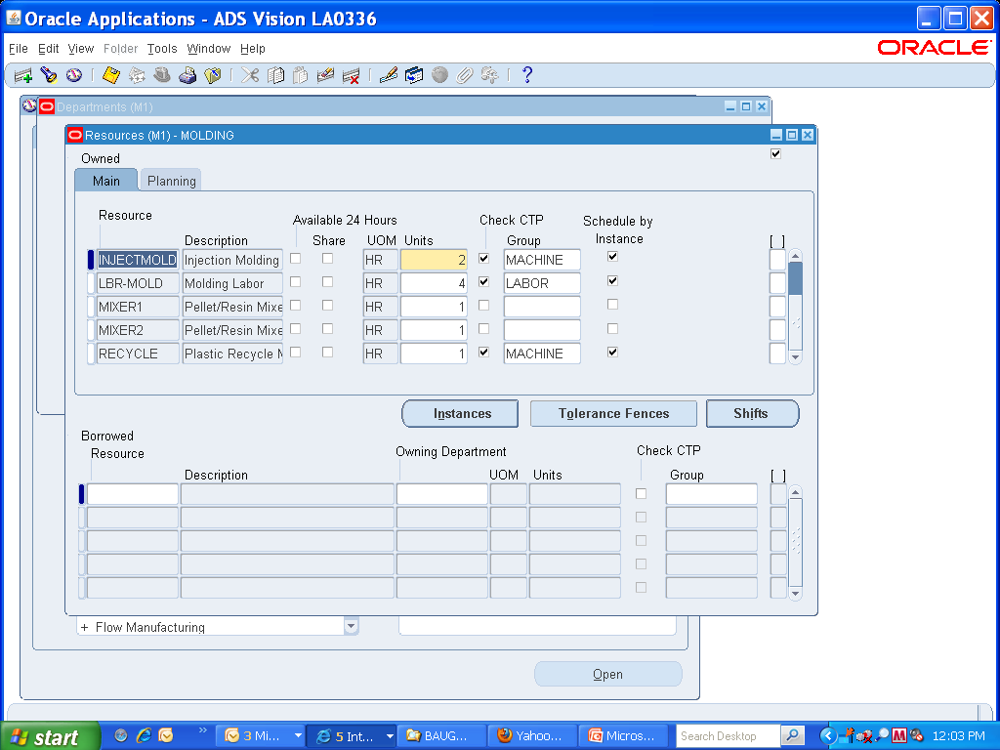 Oracle Applications - ADS Vision LA0336
File Edit View Folder Tools Window Help
ORACLE
Departments (M1)
Resources (M1) - MOLDING
Owned
Main Planning
Resource Available 24 Hours Check CTP Schedule by
Description Share UOM Units Group Instance [ ]
INJECTMOLD Injection Molding HR 2 MACHINE
LBR-MOLD Molding Labor HR 4 LABOR
MIXER1 Pellet/Resin Mixe HR 1
MIXER2 Pellet/Resin Mixe HR 1
RECYCLE Plastic Recycle M HR 1 MACHINE
Instances Tolerance Fences Shifts
Borrowed
Resource Owning Department Check CTP
Description UOM Units Group [ ]
+ Flow Manufacturing
Open
start 3 Mi... 5 Int... BAUG... Yahoo... Micros... Search Desktop 12:03 PM